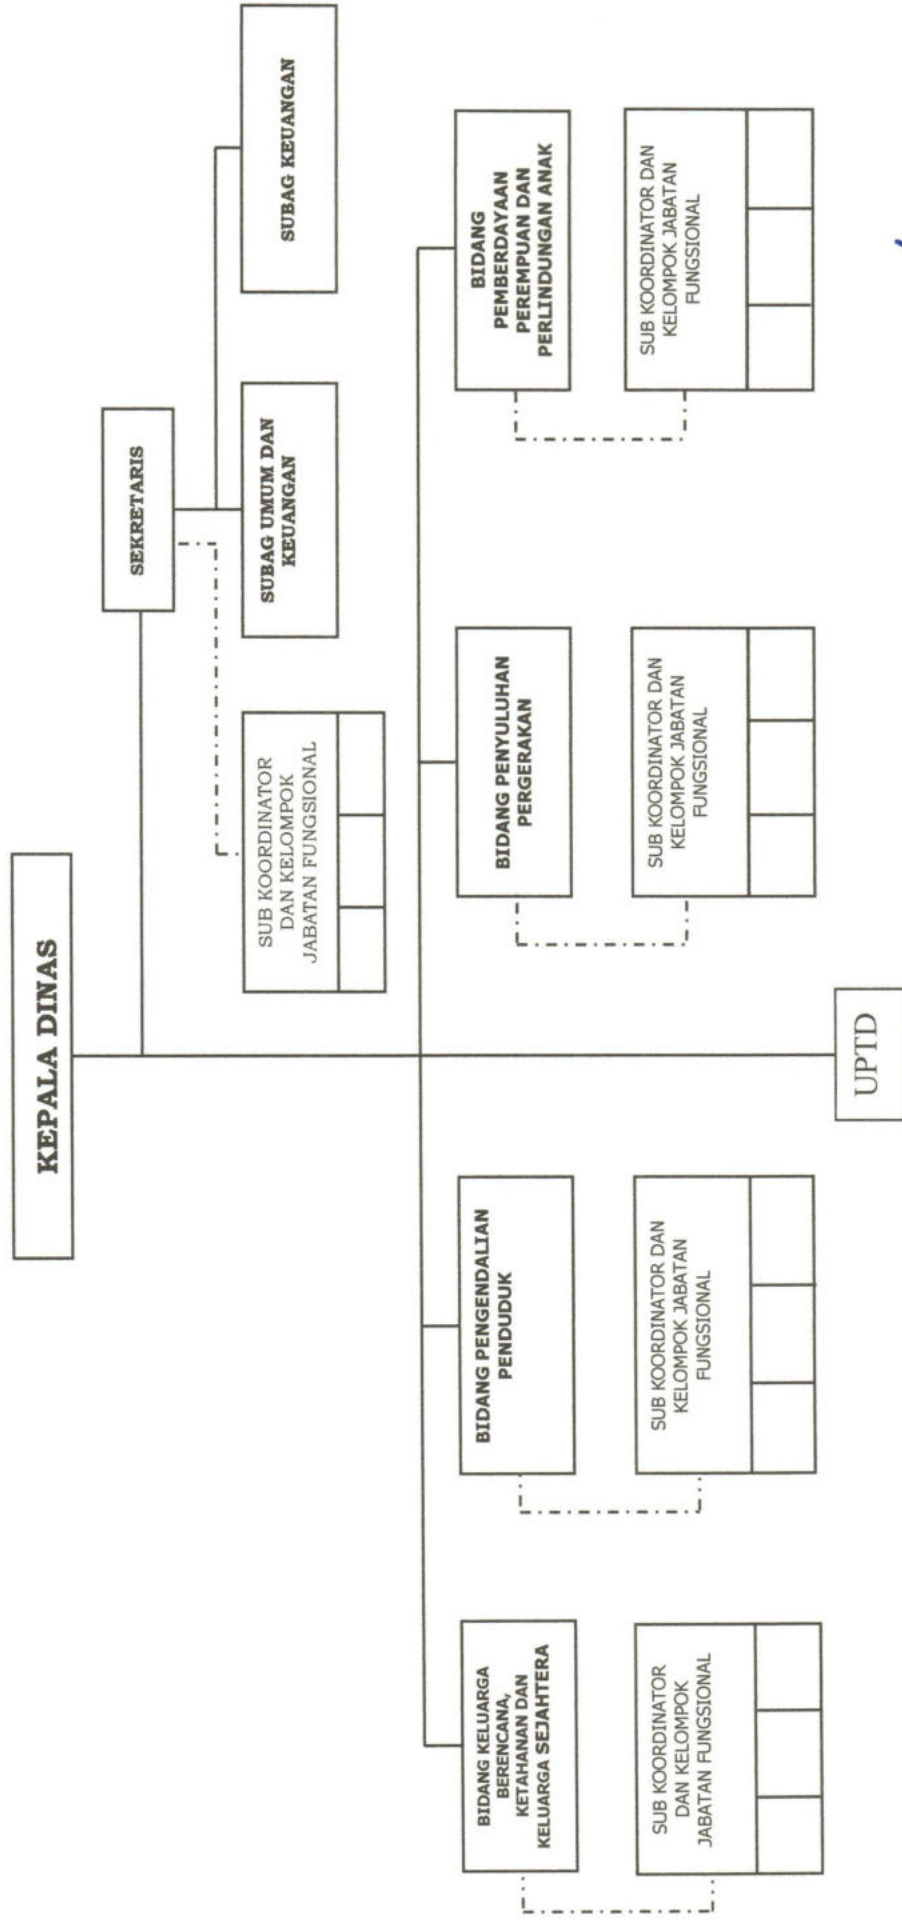 KEPALA DINAS
SEKRETARIS
SUB KOORDINATOR
DAN KELOMPOK
JABATAN FUNGSIONAL
SUBAG UMUM DAN
KEUANGAN
SUBAG KEUANGAN
BIDANG KELUARGA
BERENCANA,
KETAHANAN DAN
KELUARGA SEJAHTERA
BIDANG PENGENDALIAN
PENDUDUK
BIDANG PENYULUHAN
PERGERAKAN
BIDANG
PEMBERDAYAAN
PEREMPUAN DAN
PERLINDUNGAN ANAK
SUB KOORDINATOR
DAN KELOMPOK
JABATAN FUNGSIONAL
SUB KOORDINATOR DAN
KELOMPOK JABATAN
FUNGSIONAL
SUB KOORDINATOR DAN
KELOMPOK JABATAN
FUNGSIONAL
SUB KOORDINATOR DAN
KELOMPOK JABATAN
FUNGSIONAL
UPTD